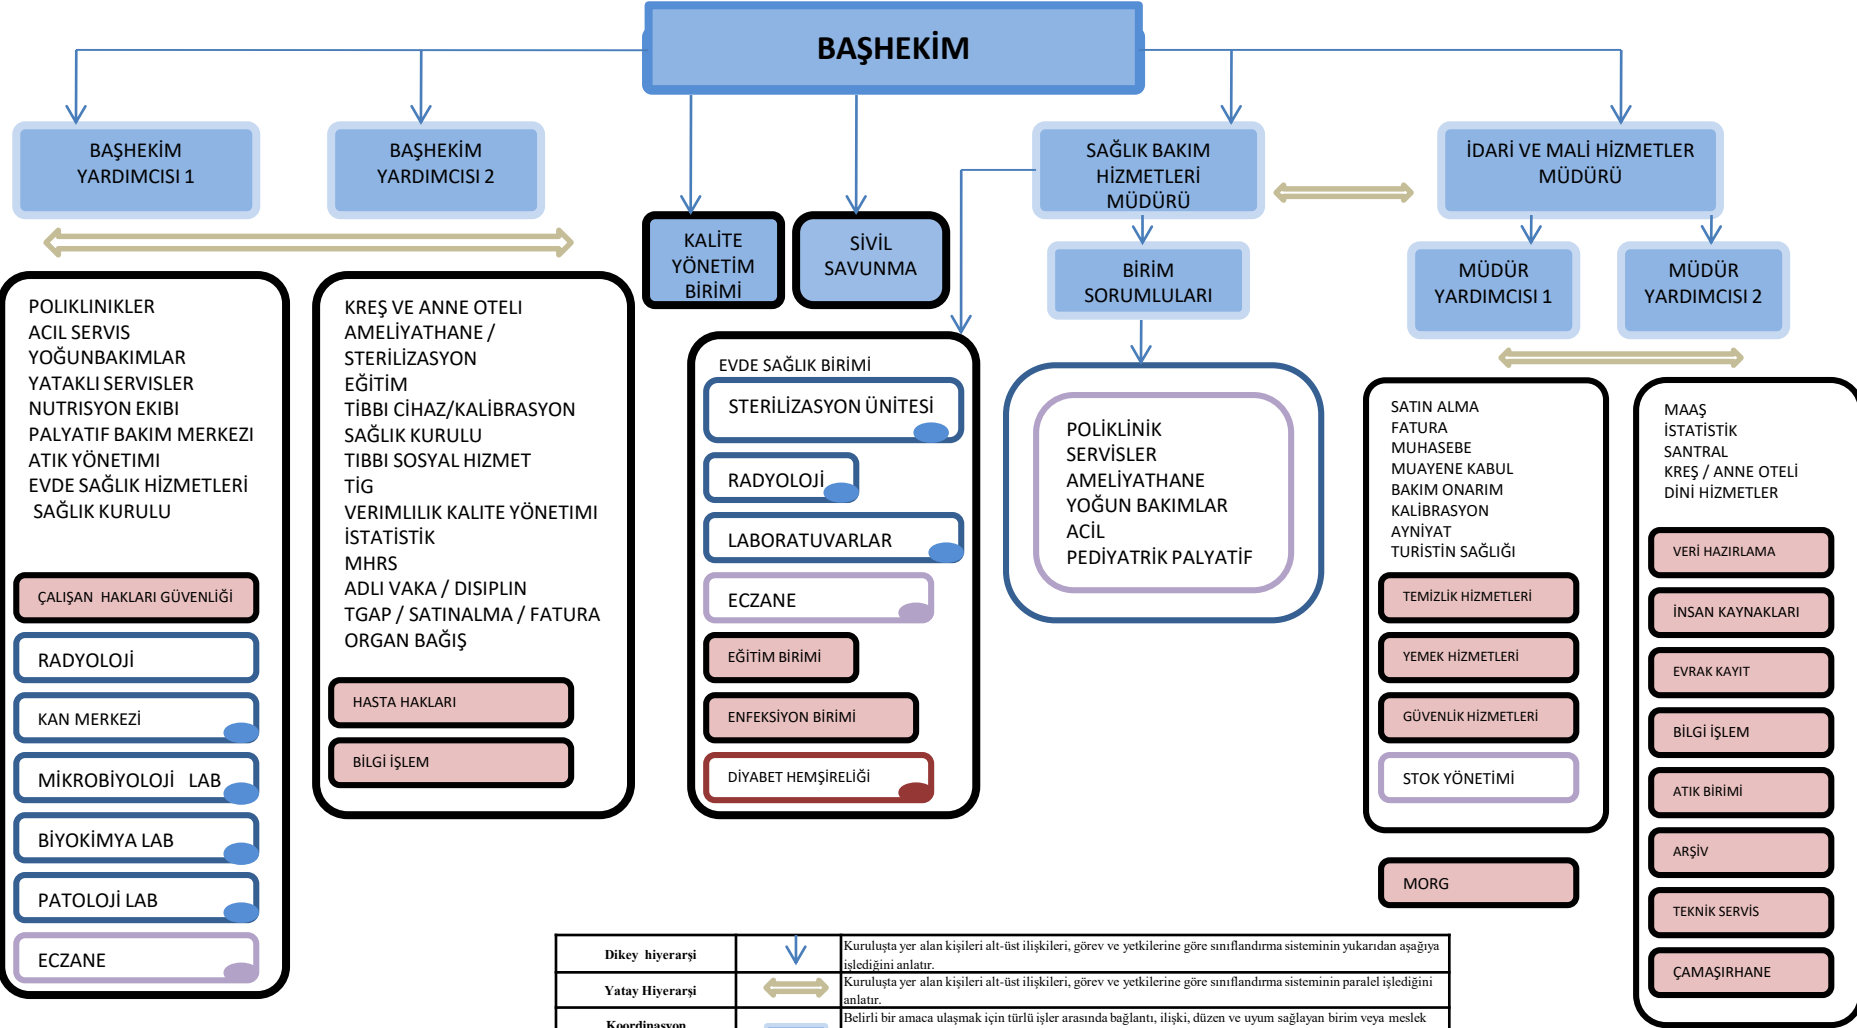 BAŞHEKİM
BAŞHEKİM
YARDIMCISI 1
BAŞHEKİM
YARDIMCISI 2
SAĞLIK BAKIM
HİZMETLERİ
MÜDÜRÜ
İDARİ VE MALİ HİZMETLER
MÜDÜRÜ
KALİTE
YÖNETİM
BİRİMİ
SİVİL
SAVUNMA
BİRİM
SORUMLULARI
MÜDÜR
YARDIMCISI 1
MÜDÜR
YARDIMCISI 2
POLIKLINIKLER
ACIL SERVIS
YOĞUNBAKIMLAR
YATAKLI SERVISLER
NUTRISYON EKIBI
PALYATIF BAKIM MERKEZI
ATIK YÖNETIMI
EVDE SAĞLIK HİZMETLERİ
SAĞLIK KURULU
ÇALIŞAN HAKLARI GÜVENLİĞİ
RADYOLOJİ
KAN MERKEZİ
MİKROBİYOLOJİ LAB
BİYOKİMYA LAB
PATOLOJİ LAB
ECZANE
KREŞ VE ANNE OTELI
AMELİYATHANE /
STERİLİZASYON
EĞİTİM
TİBBI CİHAZ/KALİBRASYON
SAĞLIK KURULU
TIBBI SOSYAL HIZMET
TİG
VERIMLILIK KALITE YÖNETIMI
İSTATİSTİK
MHRS
ADLI VAKA / DISIPLIN
TGAP / SATINALMA / FATURA
ORGAN BAĞIŞ
HASTA HAKLARI
BİLGİ İŞLEM
EVDE SAĞLIK BİRİMİ
STERİLİZASYON ÜNİTESİ
RADYOLOJİ
LABORATUVARLAR
ECZANE
EĞİTİM BİRİMİ
ENFEKSİYON BİRİMİ
DİYABET HEMŞİRELİĞİ
POLİKLİNİK
SERVİSLER
AMELİYATHANE
YOĞUN BAKIMLAR
ACİL
PEDİYATRİK PALYATİF
SATIN ALMA
FATURA
MUHASEBE
MUAYENE KABUL
BAKIM ONARIM
KALİBRASYON
AYNİYAT
TURİSTİN SAĞLIĞI
TEMİZLİK HİZMETLERİ
YEMEK HİZMETLERİ
GÜVENLİK HİZMETLERİ
STOK YÖNETİMİ
MORG
MAAŞ
İSTATİSTİK
SANTRAL
KREŞ / ANNE OTELİ
DİNİ HİZMETLER
VERİ HAZIRLAMA
İNSAN KAYNAKLARI
EVRAK KAYIT
BİLGİ İŞLEM
ATIK BİRİMİ
ARŞİV
TEKNİK SERVİS
ÇAMAŞIRHANE
Dikey hiyerarşi
Kuruluşta yer alan kişileri alt-üst ilişkileri, görev ve yetkilerine göre sınıflandırma sisteminin yukarıdan aşağıya
işlediğini anlatır.
Yatay Hiyerarşi
Kuruluşta yer alan kişileri alt-üst ilişkileri, görev ve yetkilerine göre sınıflandırma sisteminin paralel işlediğini
anlatır.
Koordinasyon
Belirli bir amaca ulaşmak için türlü işler arasında bağlantı, ilişki, düzen ve uyum sağlayan birim veya meslek